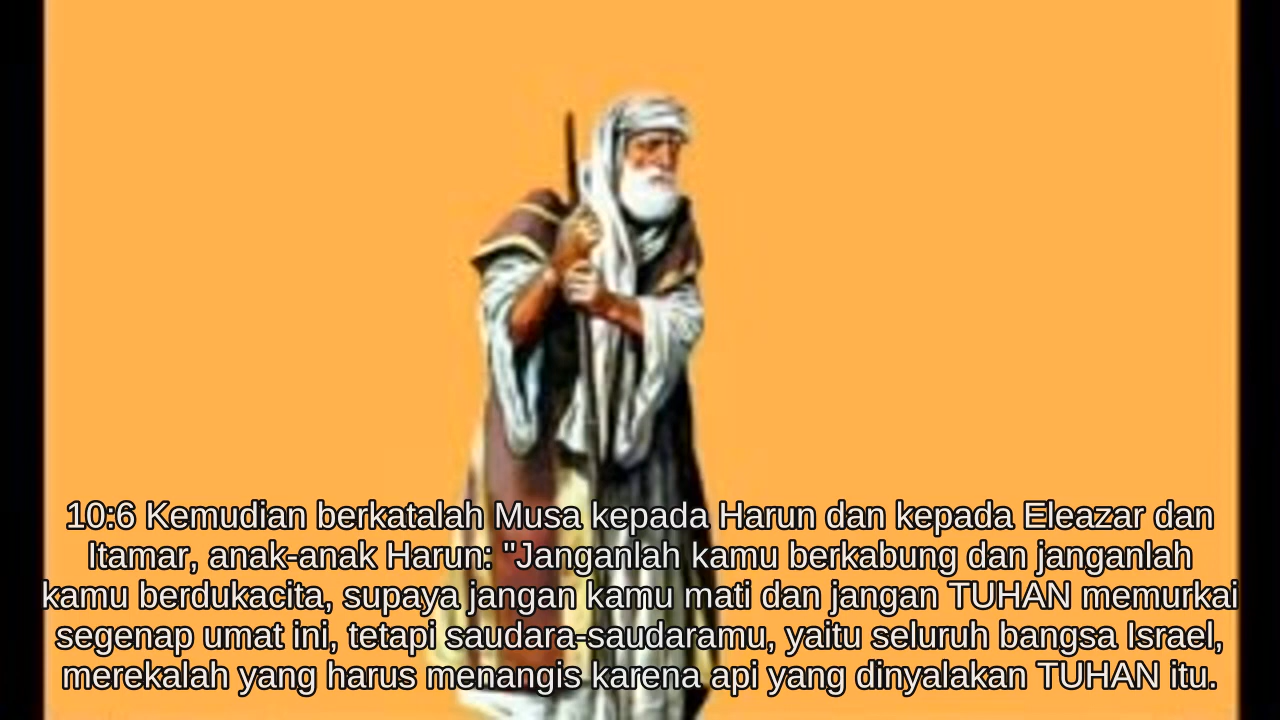 10:6 Kemudian berkatalah Musa kepada Harun dan kepada Eleazar dan
Itamar, anak-anak Harun: "Janganlah kamu berkabung dan janganlah
kamu berdukacita, supaya jangan kamu mati dan jangan TUHAN memurkai
segenap umat ini, tetapi saudara-saudaramu, yaitu seluruh bangsa Israel,
merekalah yang harus menangis karena api yang dinyalakan TUHAN itu.